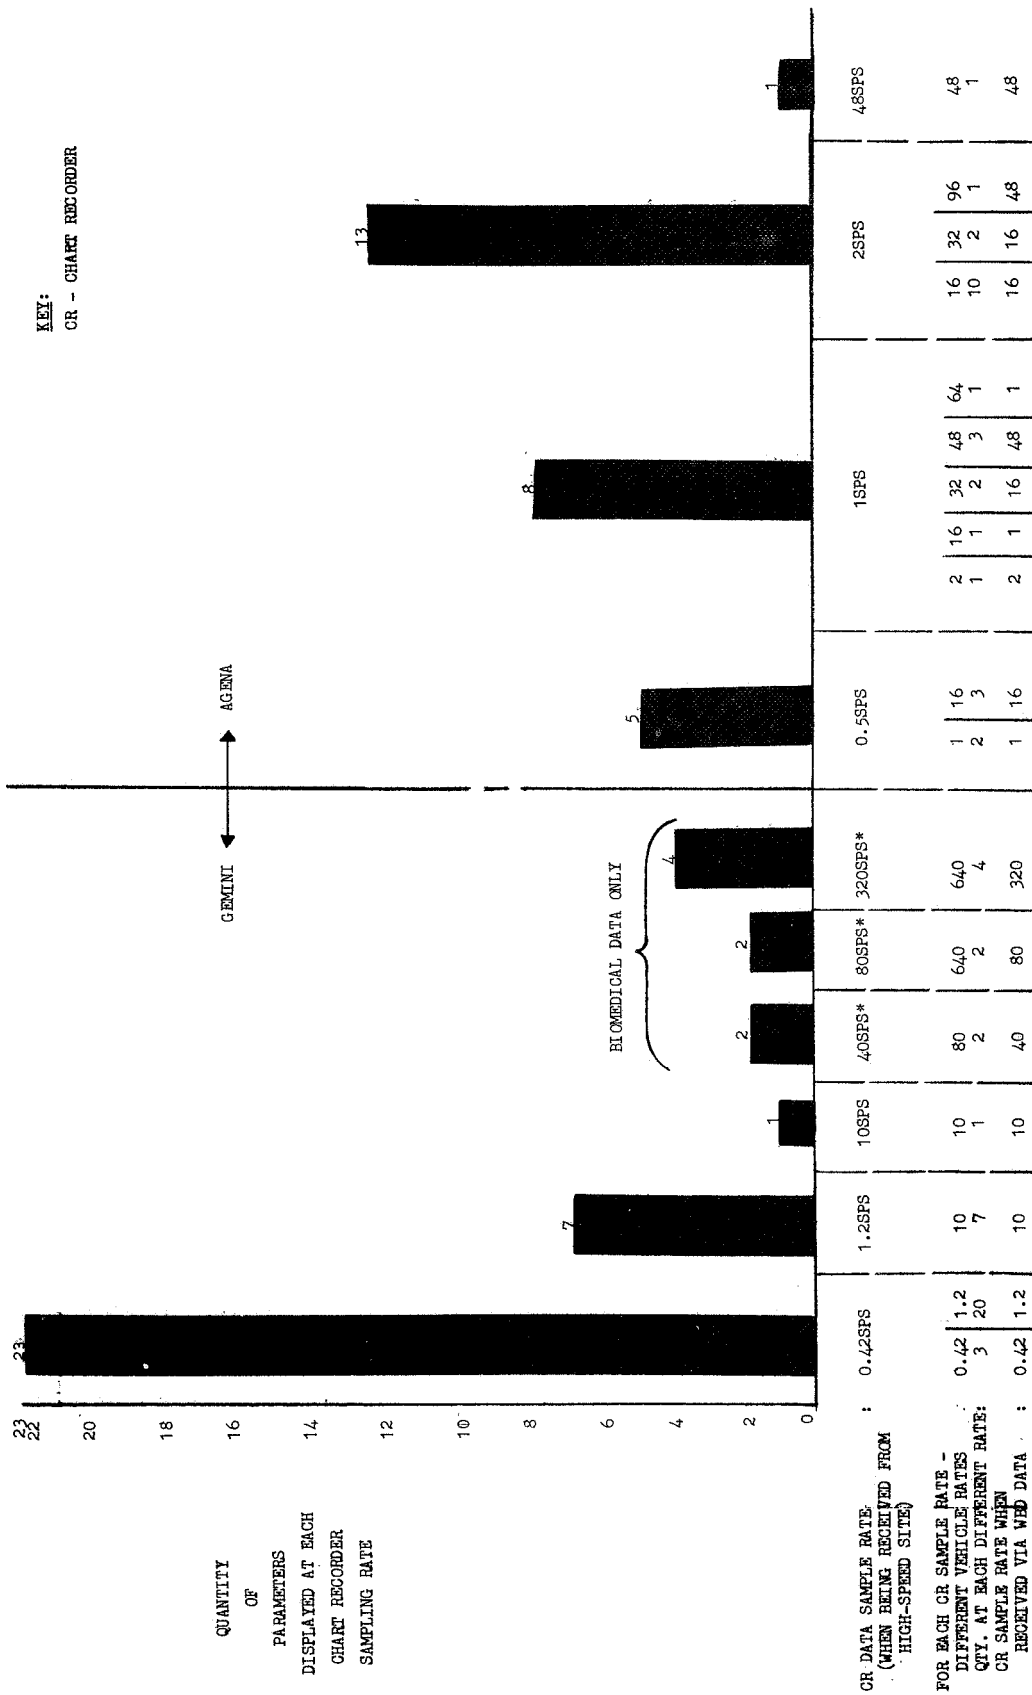 KEY:
CR - CHART RECORDER
GEMINI AGENA
BIOMEDICAL DATA ONLY
QUANTITY
OF
PARAMETERS
DISPLAYED AT EACH
CHART RECORDER
SAMPLING RATE
23
22
20
18
16
14
12
10
8
6
4
2
0
23 7 1 2 2 4 5 8 13 1
CR DATA SAMPLE RATE : 0.42SPS 1.2SPS 10SPS 40SPS* 80SPS* 320SPS* 0.5SPS 1SPS 2SPS 48SPS
(WHEN BEING RECEIVED FROM
HIGH-SPEED SITE)
FOR EACH CR SAMPLE RATE -
DIFFERENT VEHICLE RATES : 0.42 1.2 10 10 80 640 640 1 16 2 16 32 48 64 16 32 96 48
QTY. AT EACH DIFFERENT RATE: 3 20 7 1 2 2 4 2 3 1 1 2 3 1 10 2 1 1
CR SAMPLE RATE WHEN
RECEIVED VIA WBD DATA : 0.42 1.2 10 10 40 80 320 1 16 2 1 16 48 1 16 16 48 48